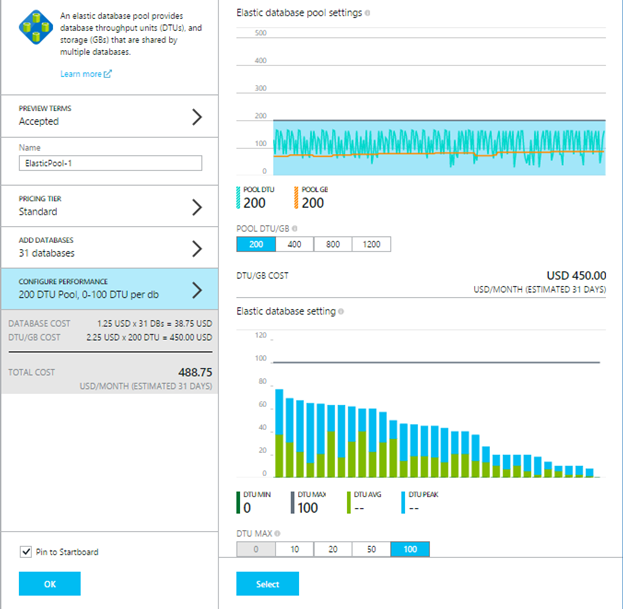 An elastic database pool provides
database throughput units (DTUs), and
storage (GBs) that are shared by
multiple databases.
Learn more
PREVIEW TERMS
Accepted
Name
ElasticPool-1
PRICING TIER
Standard
ADD DATABASES
31 databases
CONFIGURE PERFORMANCE
200 DTU Pool, 0-100 DTU per db
DATABASE COST 1.25 USD x 31 DBs = 38.75 USD
DTU/GB COST 2.25 USD x 200 DTU = 450.00 USD
TOTAL COST 488.75
USD/MONTH (ESTIMATED 31 DAYS)
Pin to Startboard
OK
Elastic database pool settings
500
400
300
200
100
0
POOL DTU POOL GB
200 200
POOL DTU/GB
200 400 800 1200
DTU/GB COST USD 450.00
USD/MONTH (ESTIMATED 31 DAYS)
Elastic database setting
120
100
80
60
40
20
0
DTU MIN DTU MAX DTU AVG DTU PEAK
0 100 -- --
DTU MAX
0 10 20 50 100
Select